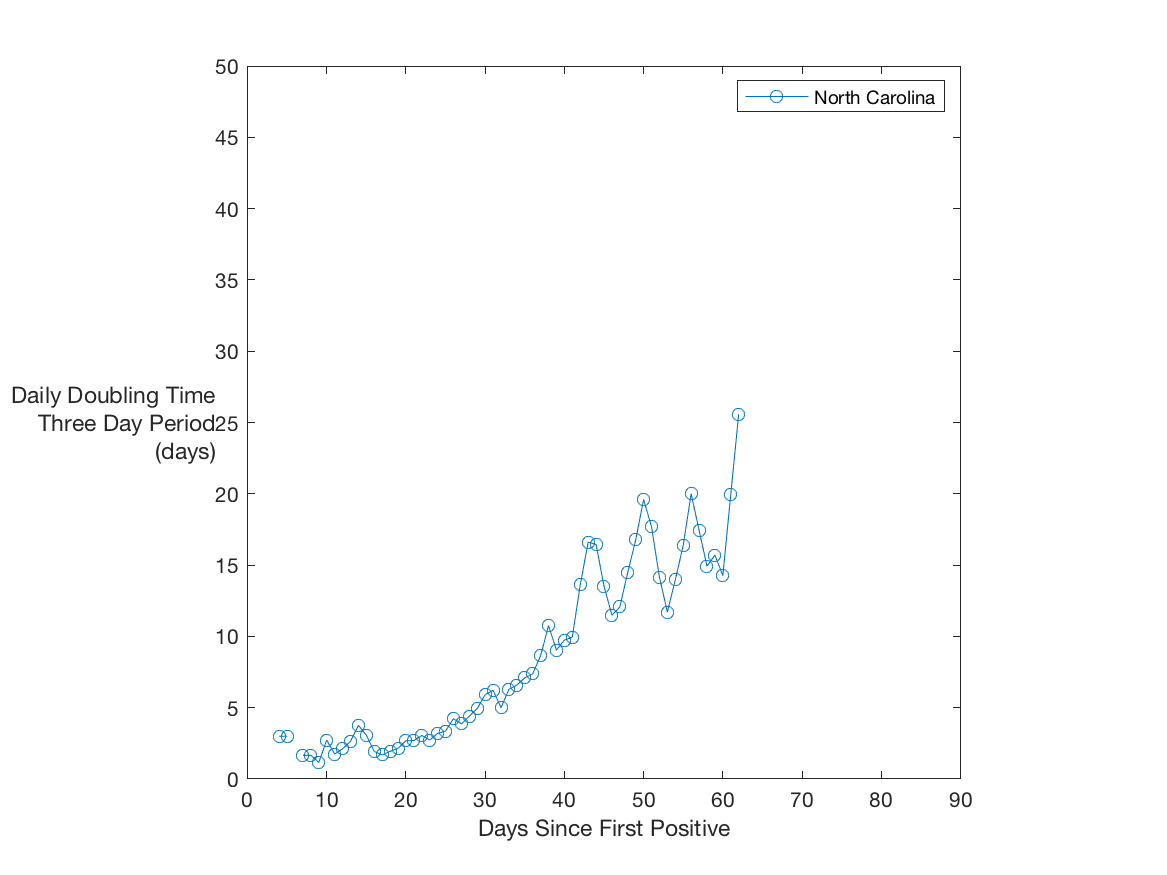 50
North Carolina
45
40
35
30
Daily Doubling Time
Three Day Period
25
(days)
20
15
10
5
0
0 10 20 30 40 50 60 70 80 90
Days Since First Positive